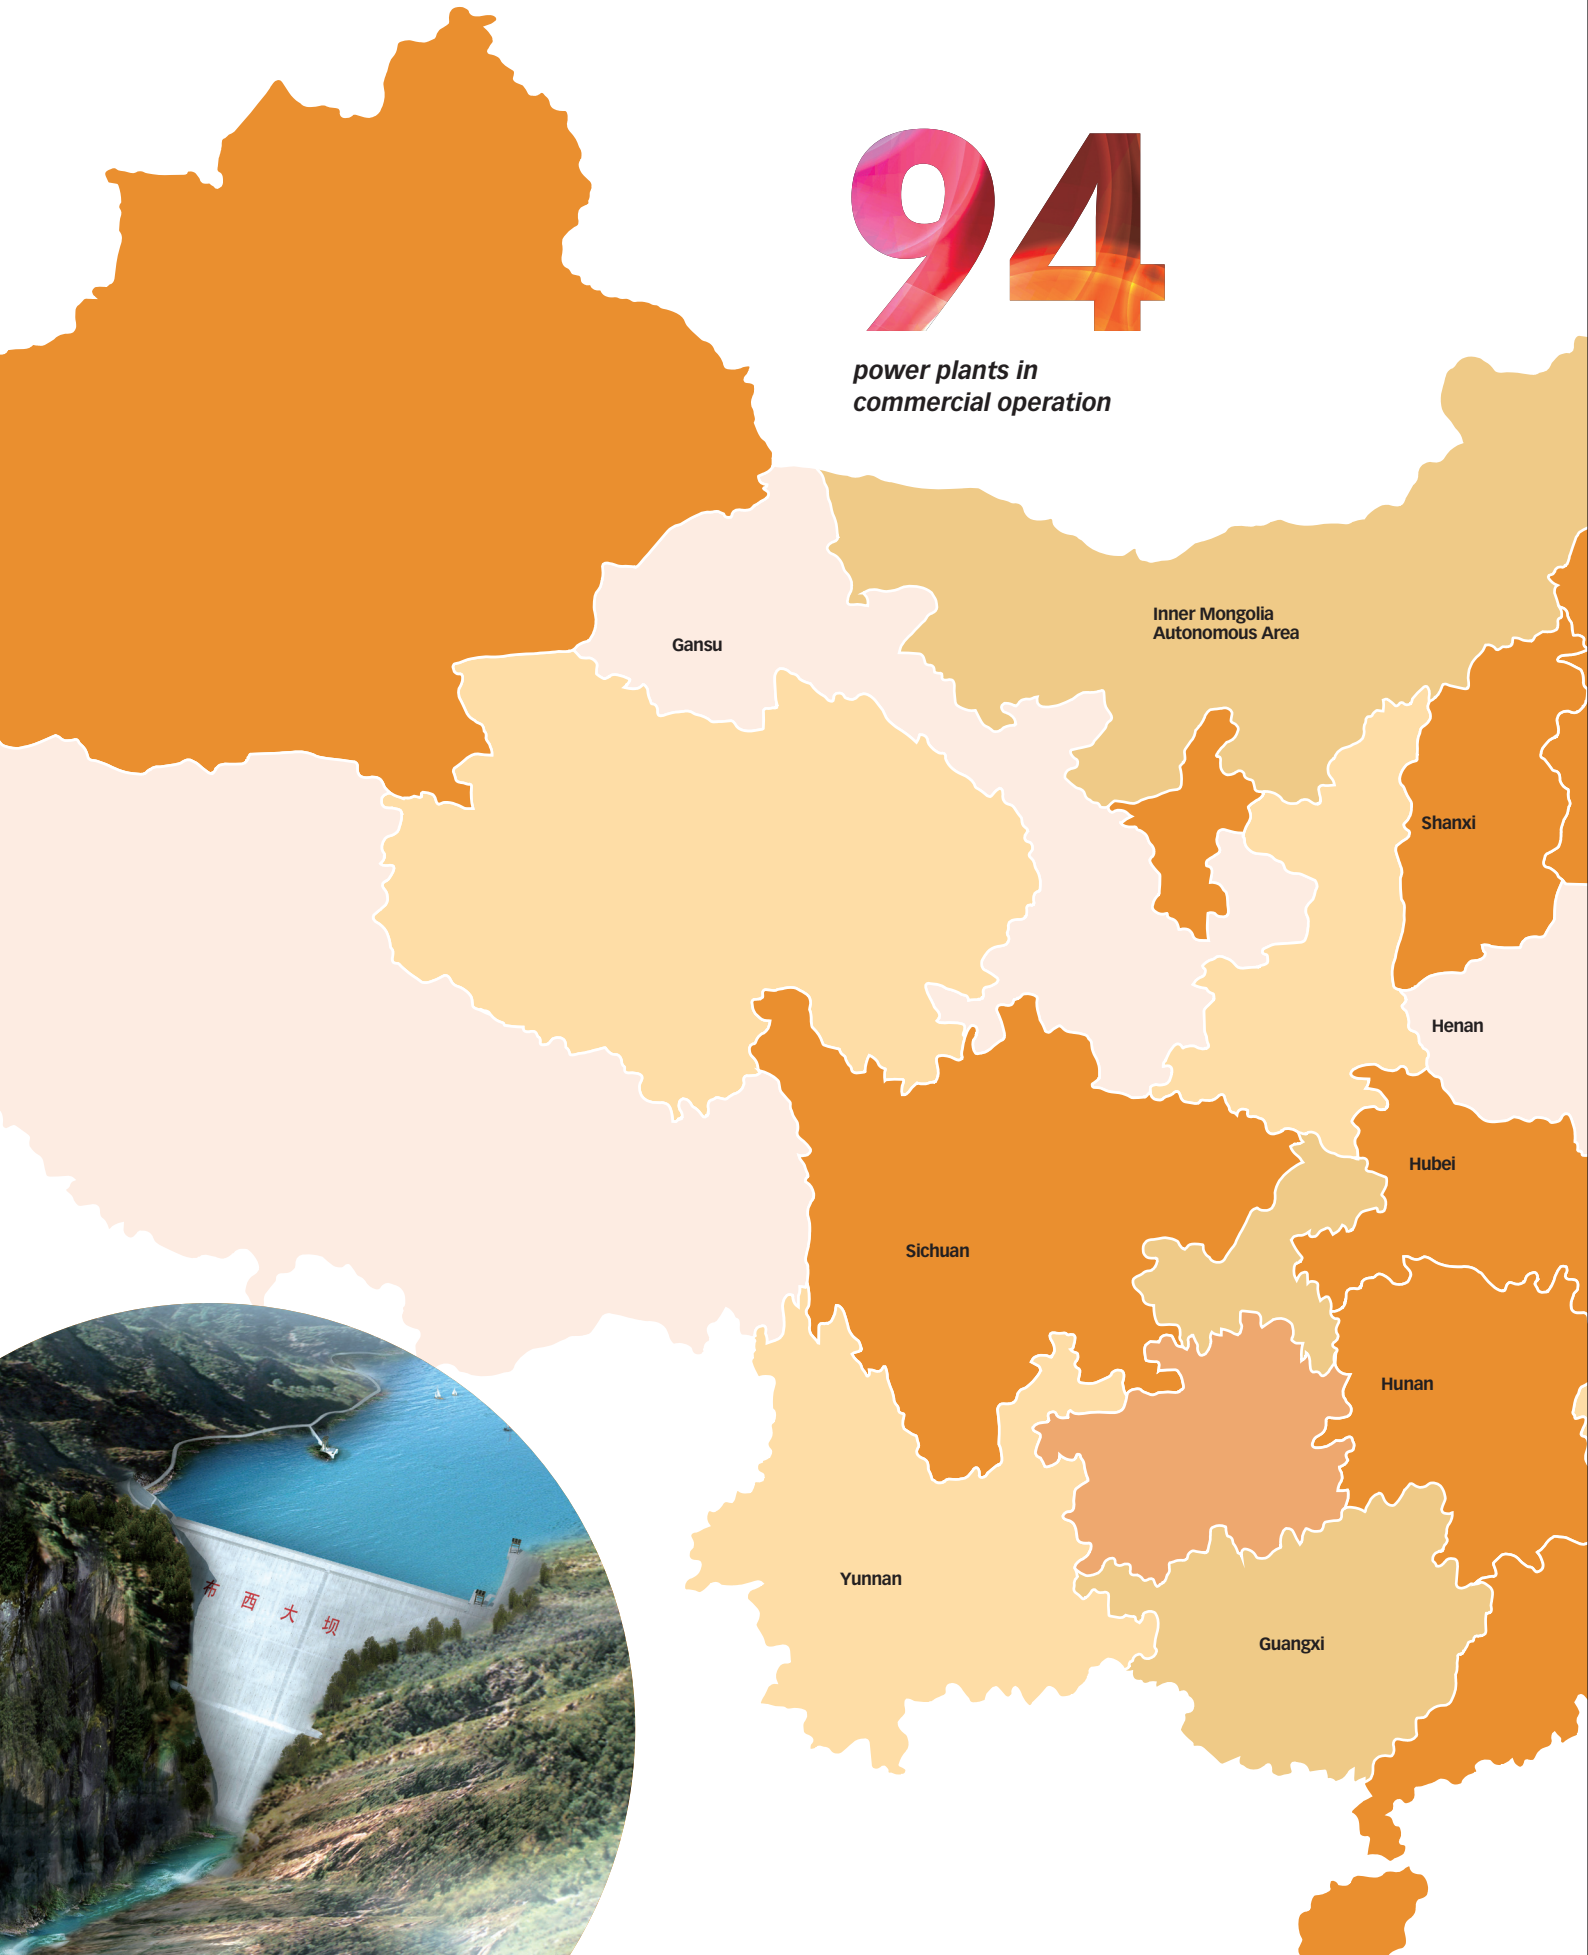 94
power plants in
commercial operation
Inner Mongolia
Autonomous Area
Gansu
Shanxi
Henan
Hubei
Sichuan
Hunan
Yunnan
布西大坝
Guangxi